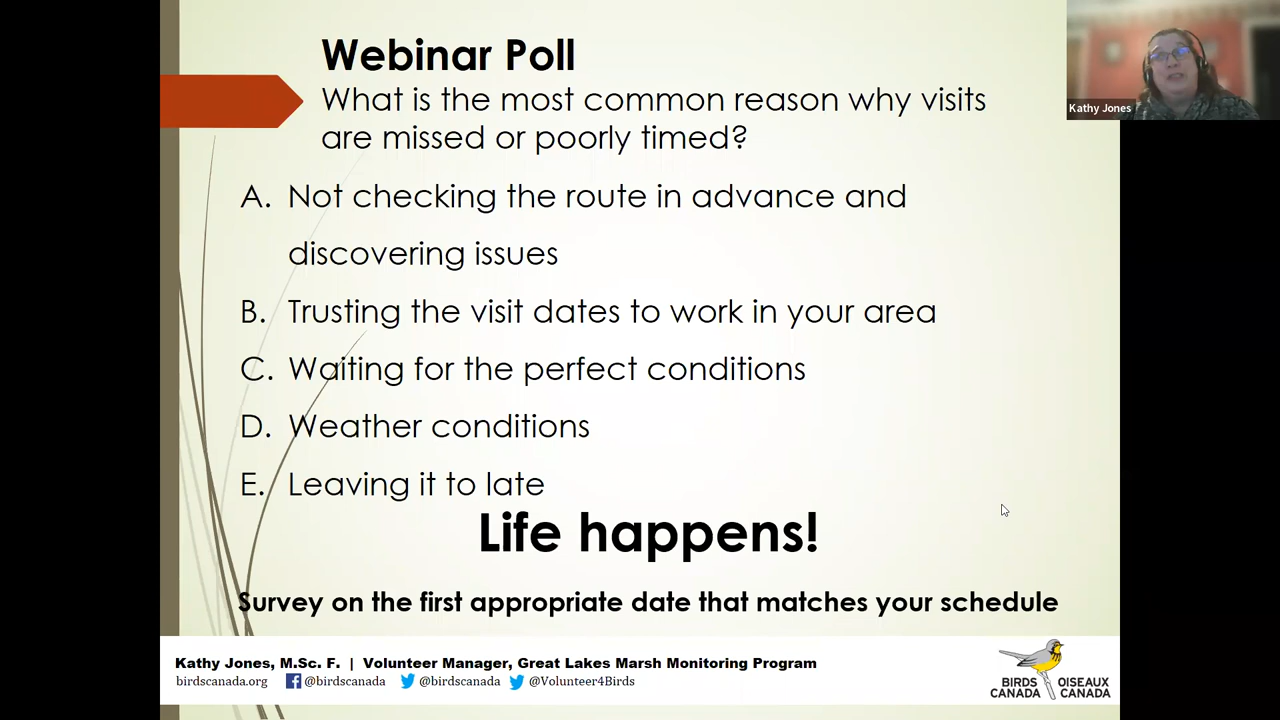 Webinar Poll
What is the most common reason why visits
are missed or poorly timed?
A. Not checking the route in advance and
discovering issues
B. Trusting the visit dates to work in your area
C. Waiting for the perfect conditions
D. Weather conditions
E. Leaving it to late
Life happens!
Survey on the first appropriate date that matches your schedule
Kathy Jones
Kathy Jones, M.Sc. F. | Volunteer Manager, Great Lakes Marsh Monitoring Program
birdscanada.org @birdscanada @birdscanada @Volunteer4Birds
BIRDS OISEAUX
CANADA CANADA